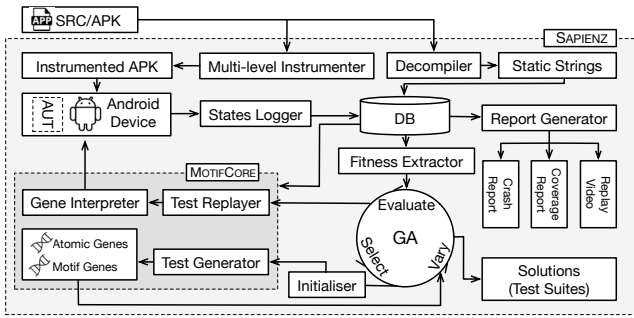 APP SRC/APK
SAPIENZ
Instrumented APK
Multi-level Instrumenter
Decompiler
Static Strings
AUT
Android
Device
States Logger
DB
Report Generator
Fitness Extractor
Crash
Report
Coverage
Report
Replay
Video
MOTIFCORE
Gene Interpreter
Test Replayer
Evaluate
GA
Select
Vary
Atomic Genes
Motif Genes
Test Generator
Initialiser
Solutions
(Test Suites)